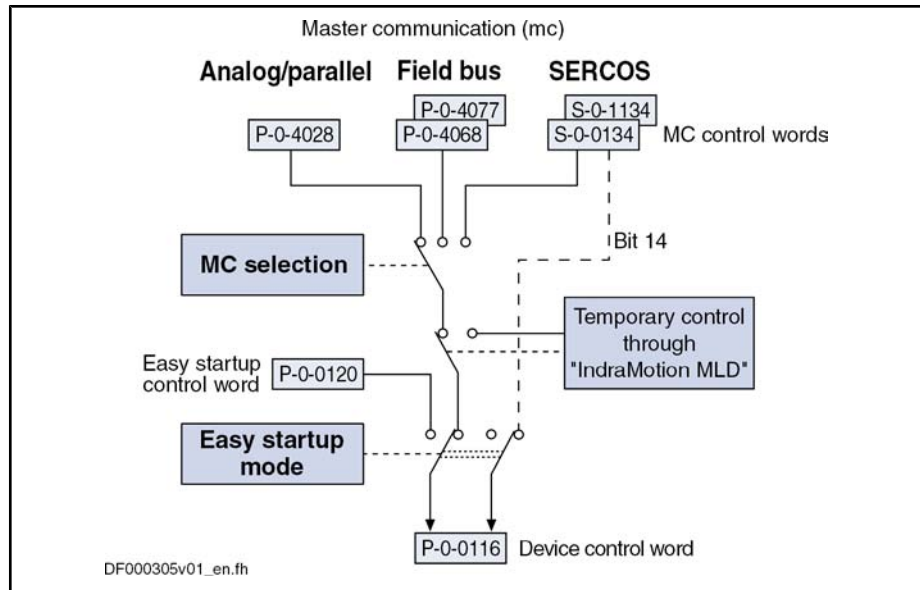 Master communication (mc)
Analog/parallel Field bus SERCOS
P-0-4077 S-0-1134
P-0-4028 P-0-4068 S-0-0134 MC control words
Bit 14
MC selection
Temporary control
through
"IndraMotion MLD"
Easy startup
control word
P-0-0120
Easy startup
mode
P-0-0116 Device control word
DF000305v01_en.fh